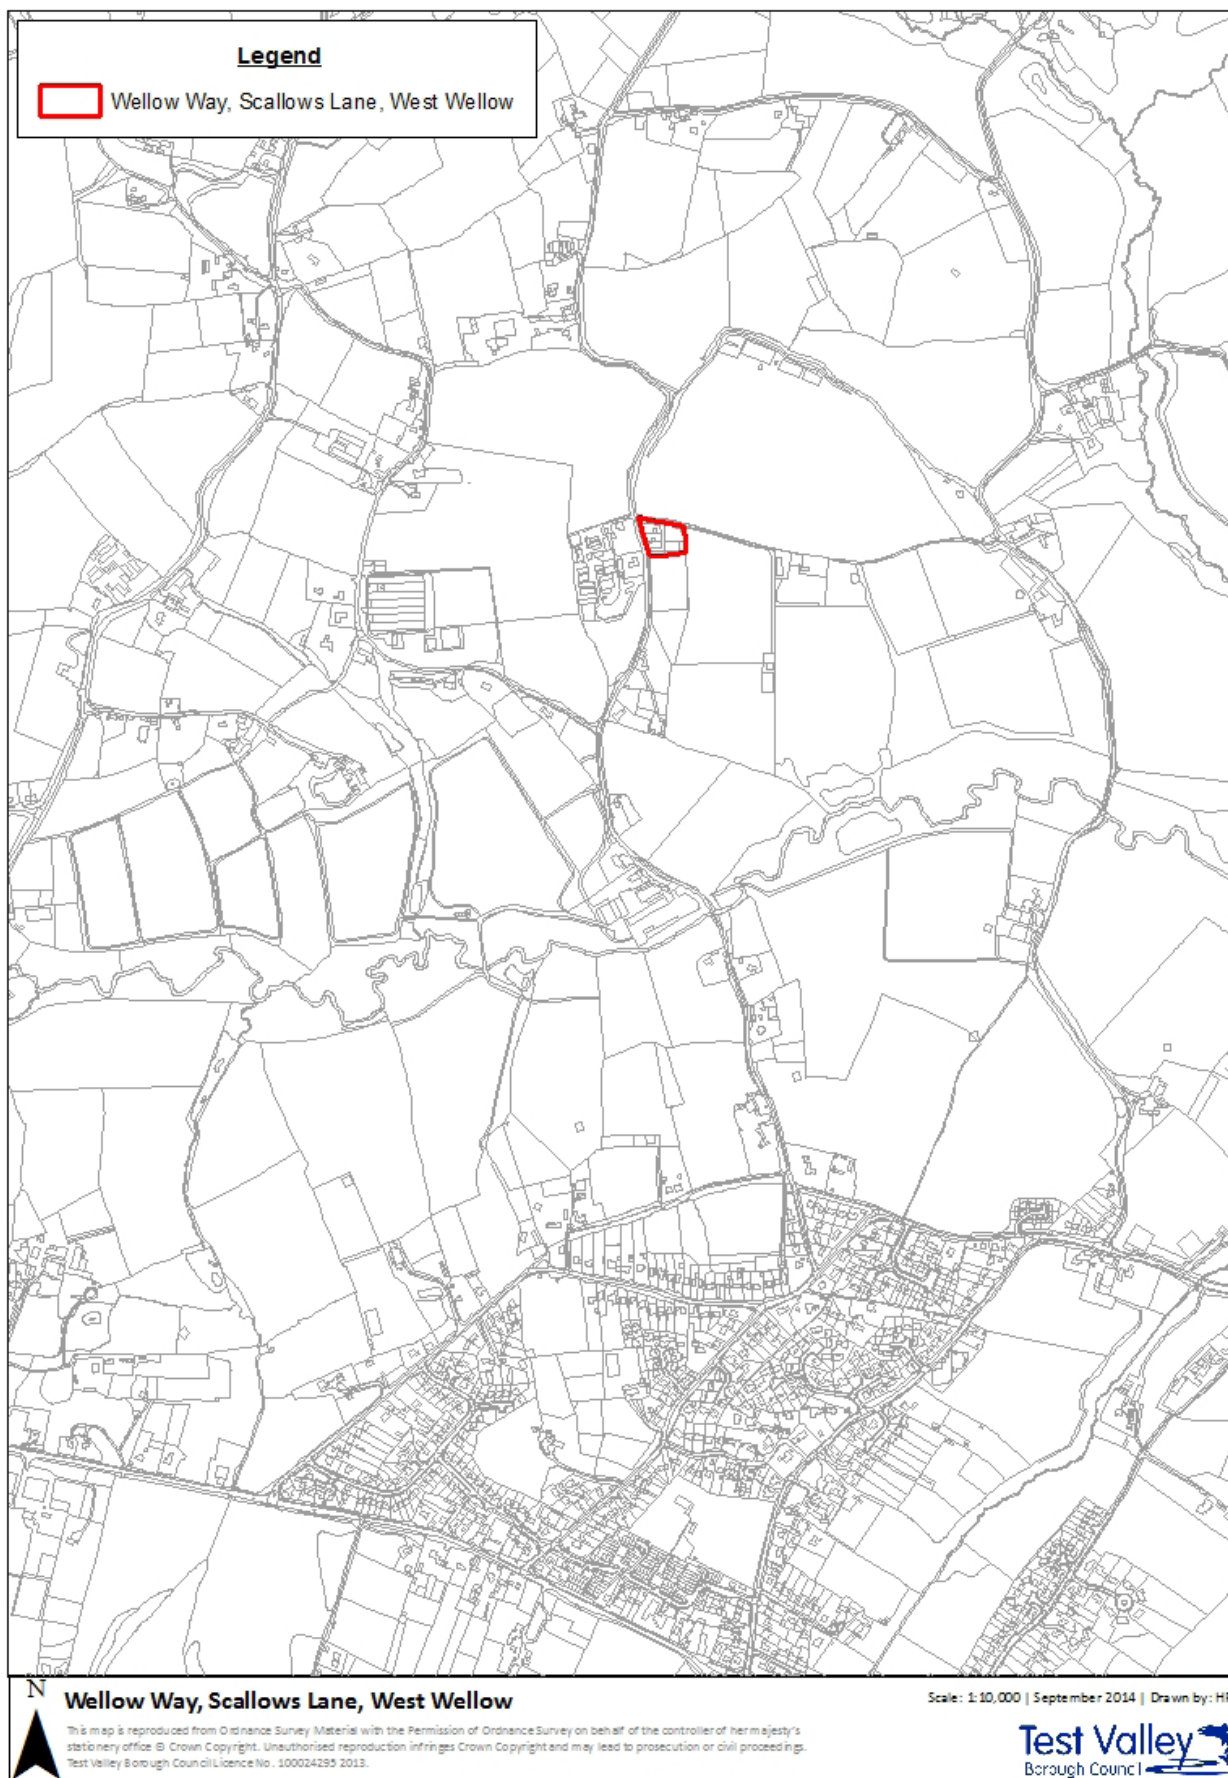 Legend
Wellow Way, Scallows Lane, West Wellow
N
Wellow Way, Scallows Lane, West Wellow
Scale: 1:10,000 | September 2014 | Drawn by: HF
This map is reproduced from Ordnance Survey Material with the Permission of Ordnance Survey on behalf of the controller of her majesty's
stationery office © Crown Copyright. Unauthorised reproduction infringes Crown Copyright and may lead to prosecution or civil proceedings.
Test Valley Borough Council Licence No. 100024295 2013.
Test Valley
Borough Council